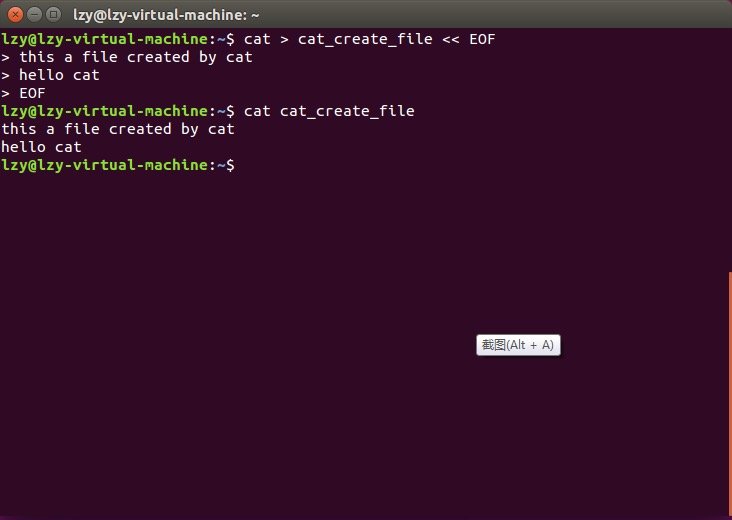 lzy@lzy-virtual-machine: ~
lzy@lzy-virtual-machine:~$ cat > cat_create_file << EOF
> this a file created by cat
> hello cat
> EOF
lzy@lzy-virtual-machine:~$ cat cat_create_file
this a file created by cat
hello cat
lzy@lzy-virtual-machine:~$
截图(Alt + A)